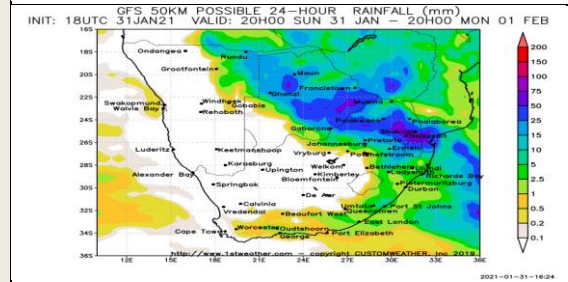 GFS 50KM POSSIBLE 24-HOUR RAINFALL (mm)
INIT: 18UTC 31JAN21 VALID: 20H00 SUN 31 JAN - 20H00 MON 01 FEB
16S
18S
20S
22S
24S
26S
28S
30S
32S
34S
36S
Ondongwo
Rundu
Grootfontein
Maun
Ghanzi
Francistown
Swakopmund
Walvis Bay
Windhoek
Gobabis
Rehoboth
Musina
Polokwane
Phalaborwa
Gaborone
Johannesburg
Pretoria
Ermelo
Luderitz
Keetmanshoop
Vryburg
Potchefstroom
Karasburg
Upington
Welkom
Kimberley
Bloemfontein
Bethlehem
Ladysmith
Richards Bay
Alexander Bay
Springbok
Pietermaritzburg
Durban
De Aar
Calvinia
Vredendal
Beaufort West
Umtata
Port St Johns
Queenstown
East London
Cape Town
Worcester
Oudtshoorn
George
Port Elizabeth
http://www.1stweather.com - copyright CUSTOMWEATHER, inc 2019
12E 15E 18E 21E 24E 27E 30E 33E 36E
200
150
100
75
50
25
15
10
5
2.5
1
0.5
0.2
0.1
2021-01-31-16:24